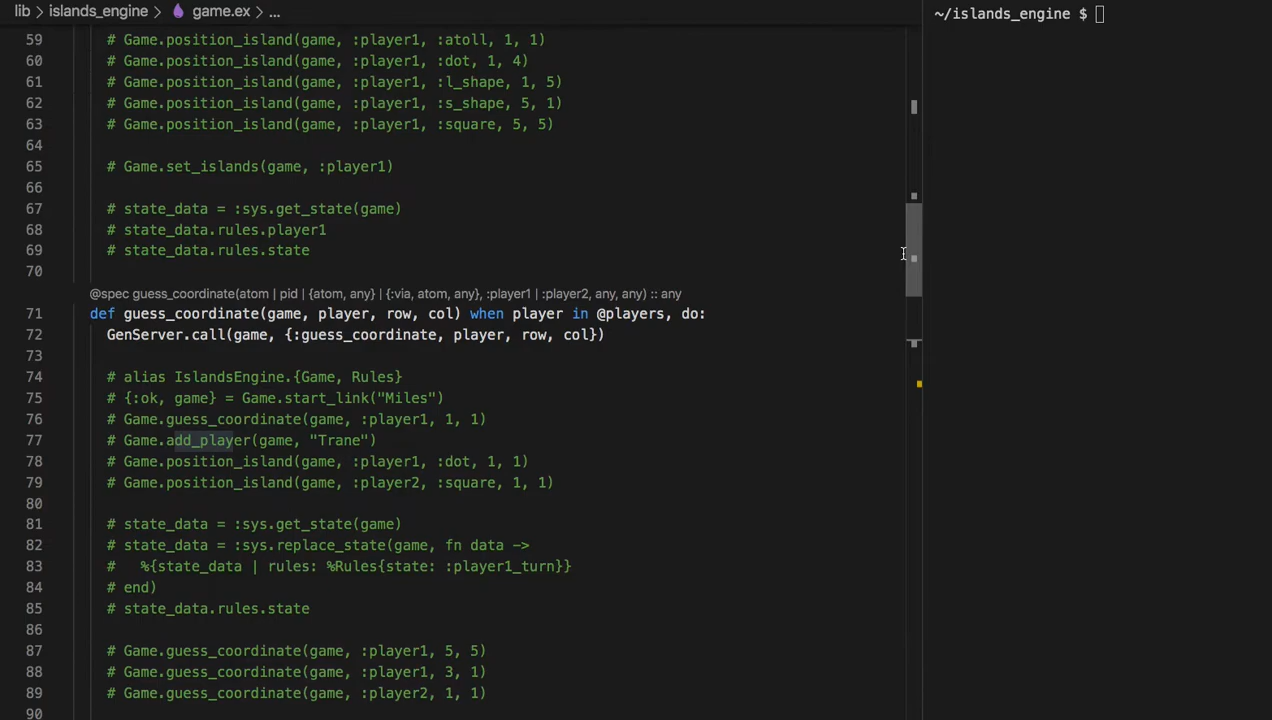 lib > islands_engine > game.ex > ...
~/islands_engine $
59 # Game.position_island(game, :player1, :atoll, 1, 1)
60 # Game.position_island(game, :player1, :dot, 1, 4)
61 # Game.position_island(game, :player1, :l_shape, 1, 5)
62 # Game.position_island(game, :player1, :s_shape, 5, 1)
63 # Game.position_island(game, :player1, :square, 5, 5)
64
65 # Game.set_islands(game, :player1)
66
67 # state_data = :sys.get_state(game)
68 # state_data.rules.player1
69 # state_data.rules.state
70
@spec guess_coordinate(atom | pid | {atom, any} | {:via, atom, any}, :player1 | :player2, any, any) :: any
71 def guess_coordinate(game, player, row, col) when player in @players, do:
72 GenServer.call(game, {:guess_coordinate, player, row, col})
73
74 # alias IslandsEngine.{Game, Rules}
75 # {:ok, game} = Game.start_link("Miles")
76 # Game.guess_coordinate(game, :player1, 1, 1)
77 # Game.add_player(game, "Trane")
78 # Game.position_island(game, :player1, :dot, 1, 1)
79 # Game.position_island(game, :player2, :square, 1, 1)
80
81 # state_data = :sys.get_state(game)
82 # state_data = :sys.replace_state(game, fn data ->
83 #   %{state_data | rules: %Rules{state: :player1_turn}}
84 # end)
85 # state_data.rules.state
86
87 # Game.guess_coordinate(game, :player1, 5, 5)
88 # Game.guess_coordinate(game, :player1, 3, 1)
89 # Game.guess_coordinate(game, :player2, 1, 1)
90